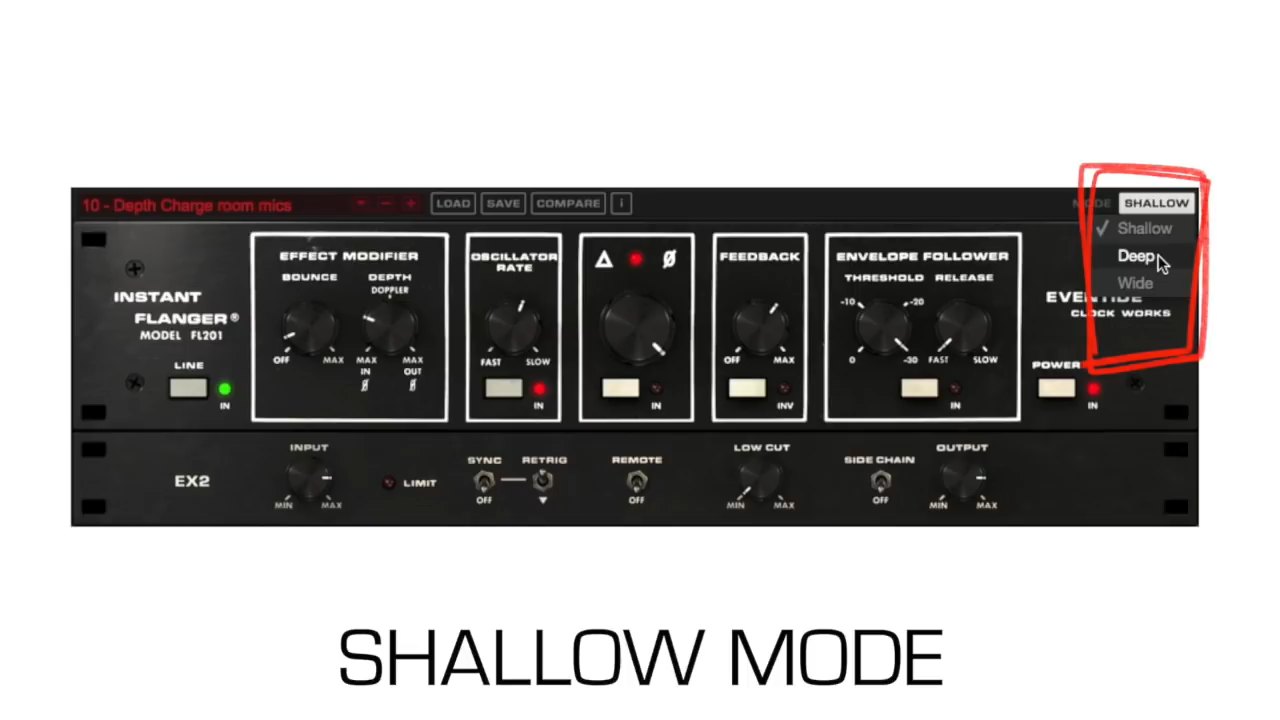 10 - Depth Charge room mics
LOAD
SAVE
COMPARE
i
MODE
SHALLOW
Shallow
Deep
Wide
INSTANT
FLANGER®
MODEL FL201
LINE
IN
EFFECT MODIFIER
BOUNCE
DEPTH
DOPPLER
OFF
MAX
MAX
MAX
IN
OUT
Ø
Ø
OSCILLATOR
RATE
FAST
SLOW
IN
Δ
Ø
IN
FEEDBACK
OFF
MAX
INV
ENVELOPE FOLLOWER
THRESHOLD
RELEASE
-10
-20
0
-30
FAST
SLOW
IN
EVENTIDE
CLOCK WORKS
POWER
IN
EX2
INPUT
MIN
MAX
LIMIT
SYNC
OFF
RETRIG
REMOTE
OFF
LOW CUT
MIN
MAX
SIDE CHAIN
OFF
OUTPUT
MIN
MAX
SHALLOW MODE